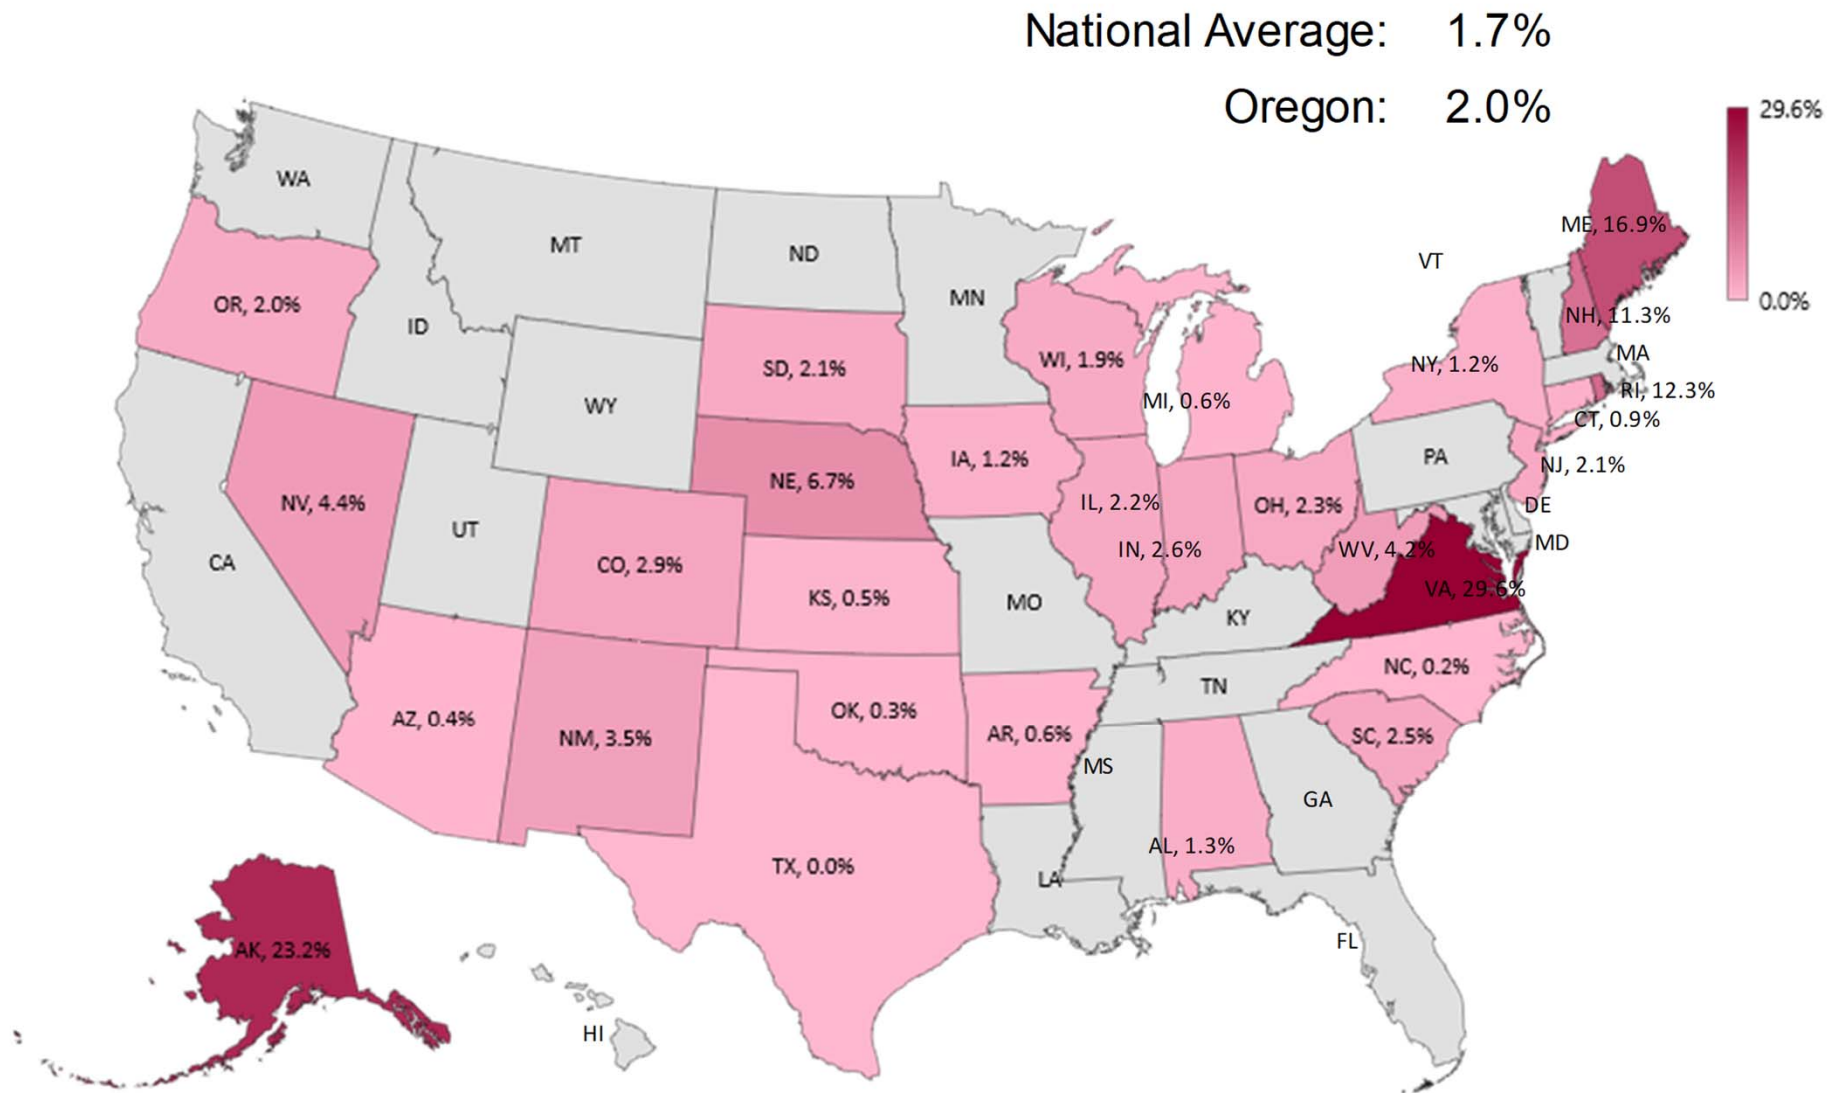 National Average: 1.7%
Oregon: 2.0%
29.6%
0.0%
WA
MT
ND
MN
VT
ME, 16.9%
OR, 2.0%
ID
SD, 2.1%
WI, 1.9%
MI, 0.6%
NY, 1.2%
NH, 11.3%
MA
RI, 12.3%
CT, 0.9%
WY
NE, 6.7%
IA, 1.2%
PA
NJ, 2.1%
NV, 4.4%
UT
CO, 2.9%
IL, 2.2%
IN, 2.6%
OH, 2.3%
WV, 4.2%
DE
MD
VA, 29.6%
CA
KS, 0.5%
MO
KY
NC, 0.2%
TN
AZ, 0.4%
NM, 3.5%
OK, 0.3%
AR, 0.6%
MS
SC, 2.5%
GA
AL, 1.3%
TX, 0.0%
LA
FL
AK, 23.2%
HI